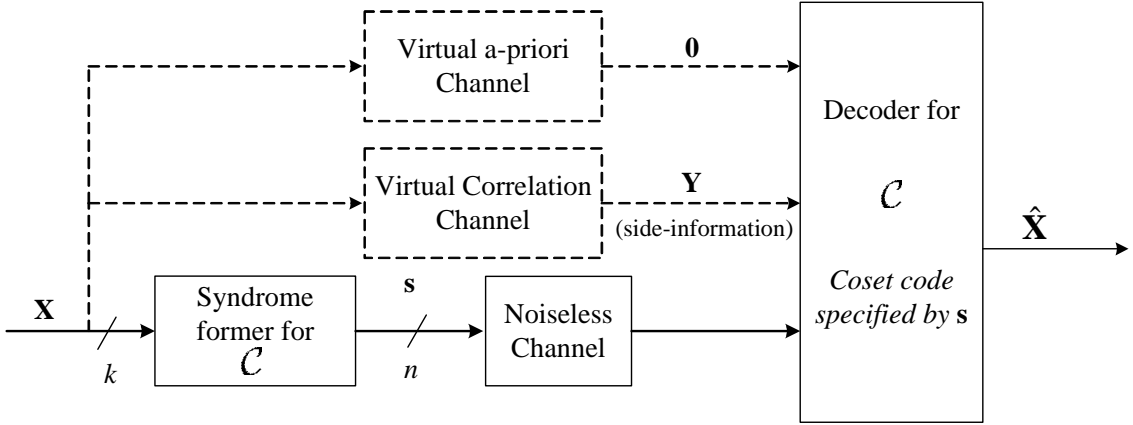 Virtual a-priori
Channel
0
Virtual Correlation
Channel
Y
(side-information)
X
k
Syndrome
former for
𝒞
s
n
Noiseless
Channel
Decoder for
𝒞
Coset code
specified by s
X̂